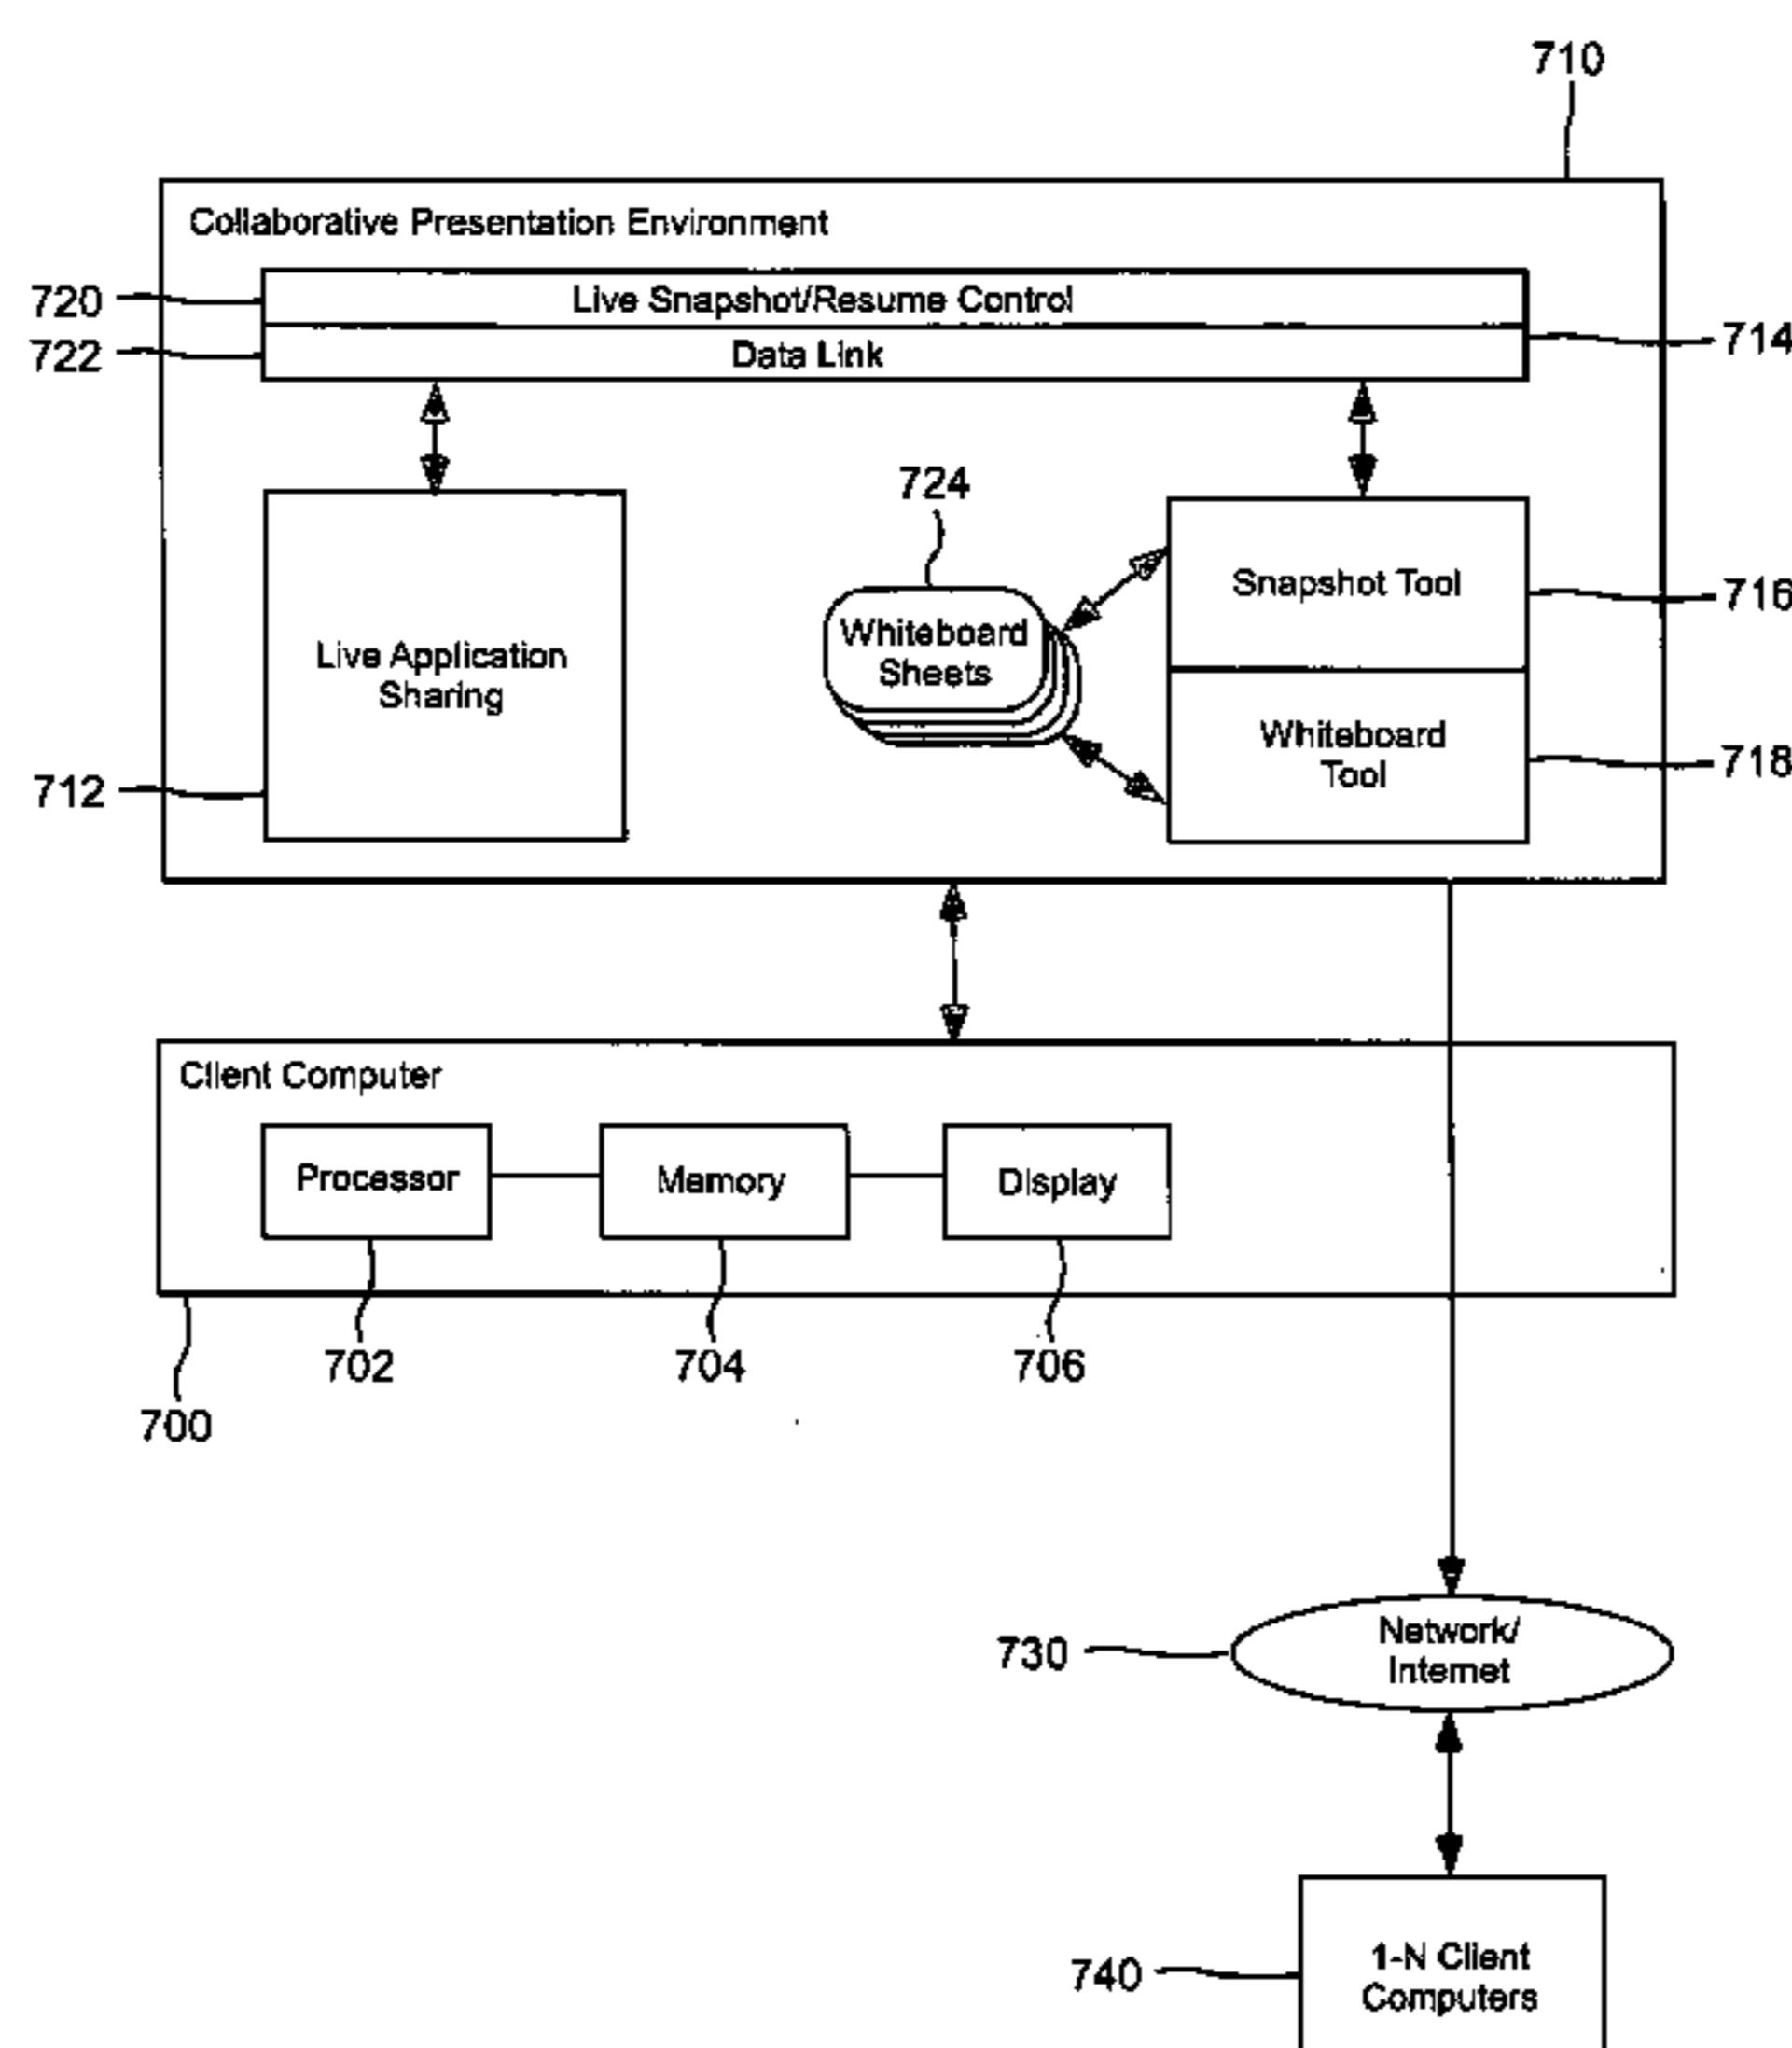 710
Collaborative Presentation Environment
720
Live Snapshot/Resume Control
714
722
Data Link
724
Snapshot Tool
716
Whiteboard
Sheets
Live Application
Sharing
Whiteboard
Tool
718
712
Client Computer
Processor
Memory
Display
702
704
706
700
Network/
Internet
730
1-N Client
Computers
740